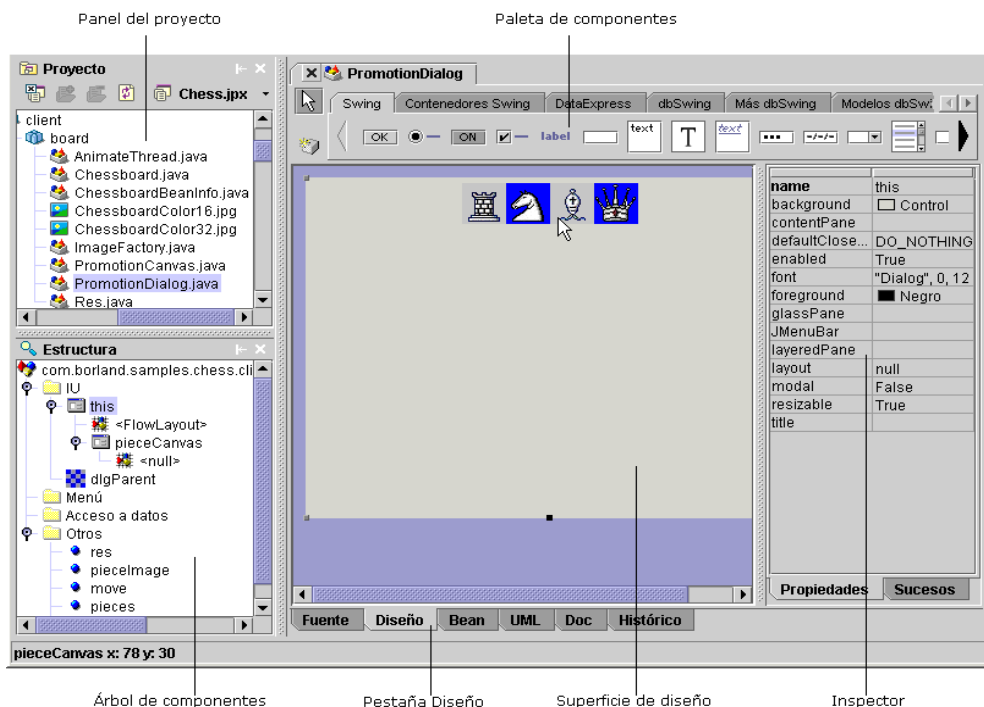 Panel del proyecto
Paleta de componentes
Proyecto
Chess.jpx
client
board
AnimateThread.java
Chessboard.java
ChessboardBeanInfo.java
ChessboardColor16.jpg
ChessboardColor32.jpg
ImageFactory.java
PromotionCanvas.java
PromotionDialog.java
Res.java
Estructura
com.borland.samples.chess.cli
IU
this
<FlowLayout>
pieceCanvas
<null>
dlgParent
Menú
Acceso a datos
Otros
res
pieceImage
move
pieces
pieceCanvas x: 78 y: 30
PromotionDialog
Swing
Contenedores Swing
DataExpress
dbSwing
Más dbSwing
Modelos dbSw
OK
ON
label
text
T
text
name this
background Control
contentPane
defaultClose... DO_NOTHING
enabled True
font "Dialog", 0, 12
foreground Negro
glassPane
JMenuBar
layeredPane
layout null
modal False
resizable True
title
Propiedades
Sucesos
Fuente
Diseño
Bean
UML
Doc
Histórico
Árbol de componentes
Pestaña Diseño
Superficie de diseño
Inspector